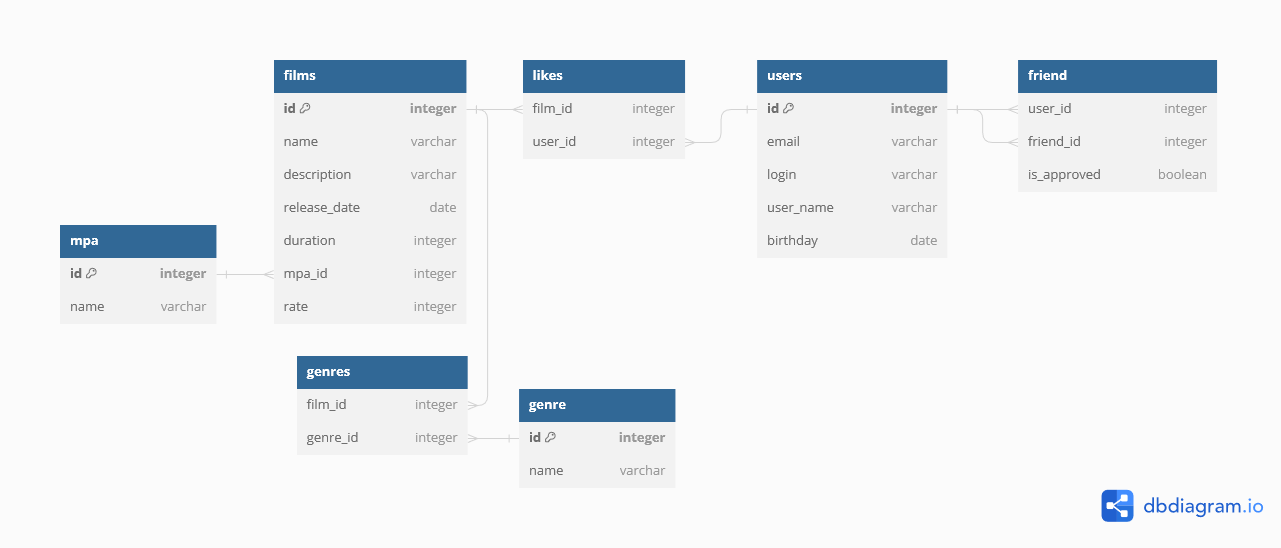 films
id integer
name varchar
description varchar
release_date date
duration integer
mpa_id integer
rate integer
likes
film_id integer
user_id integer
users
id integer
email varchar
login varchar
user_name varchar
birthday date
friend
user_id integer
friend_id integer
is_approved boolean
mpa
id integer
name varchar
genres
film_id integer
genre_id integer
genre
id integer
name varchar
dbdiagram.io